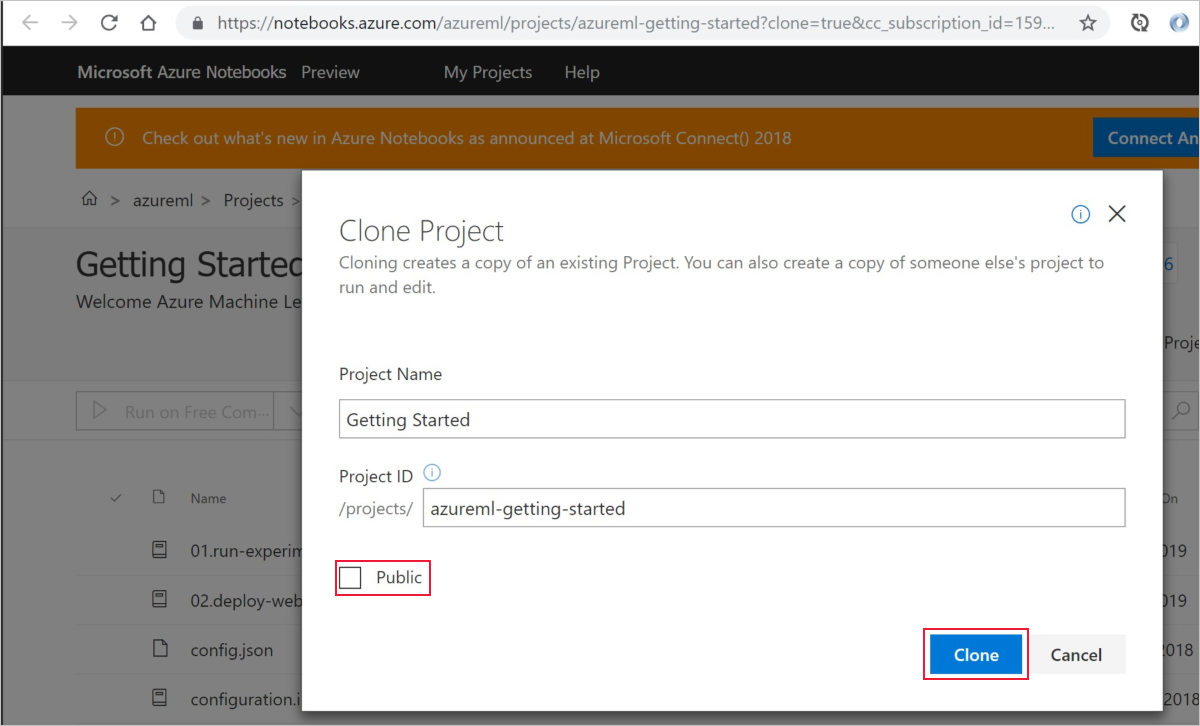 https://notebooks.azure.com/azureml/projects/azureml-getting-started?clone=true&cc_subscription_id=159...
Microsoft Azure Notebooks Preview My Projects Help
Check out what's new in Azure Notebooks as announced at Microsoft Connect() 2018
Connect An
> azureml > Projects >
Getting Started
Welcome Azure Machine Le
6
Proje
Run on Free Com...
Name
On
01.run-experim
019
02.deploy-web
019
config.json
2018
configuration.i
2018
Clone Project
Cloning creates a copy of an existing Project. You can also create a copy of someone else's project to
run and edit.
Project Name
Getting Started
Project ID
/projects/ azureml-getting-started
Public
Clone Cancel